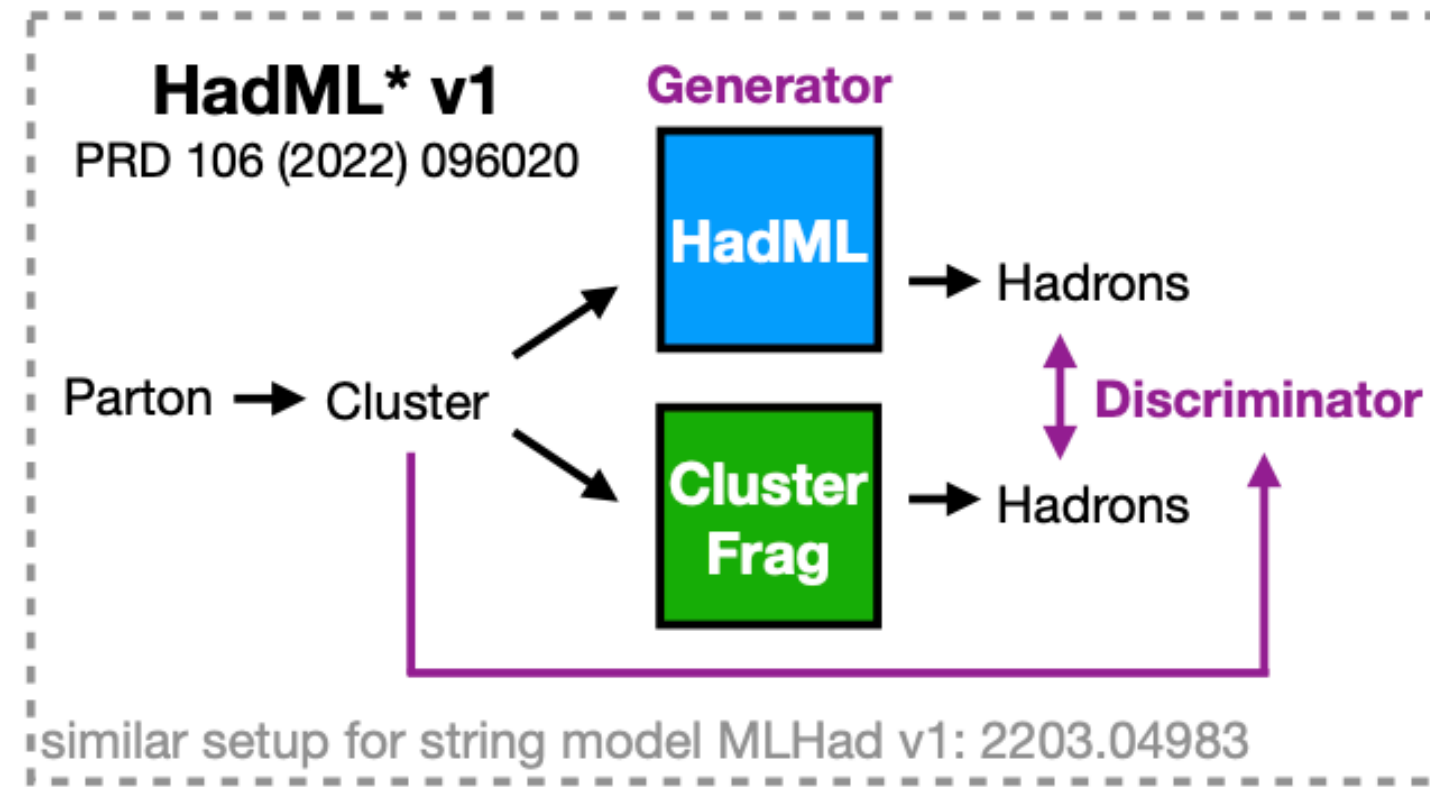 HadML* v1
PRD 106 (2022) 096020
Generator
HadML
Hadrons
Parton
Cluster
Discriminator
Cluster
Frag
Hadrons
similar setup for string model MLHad v1: 2203.04983